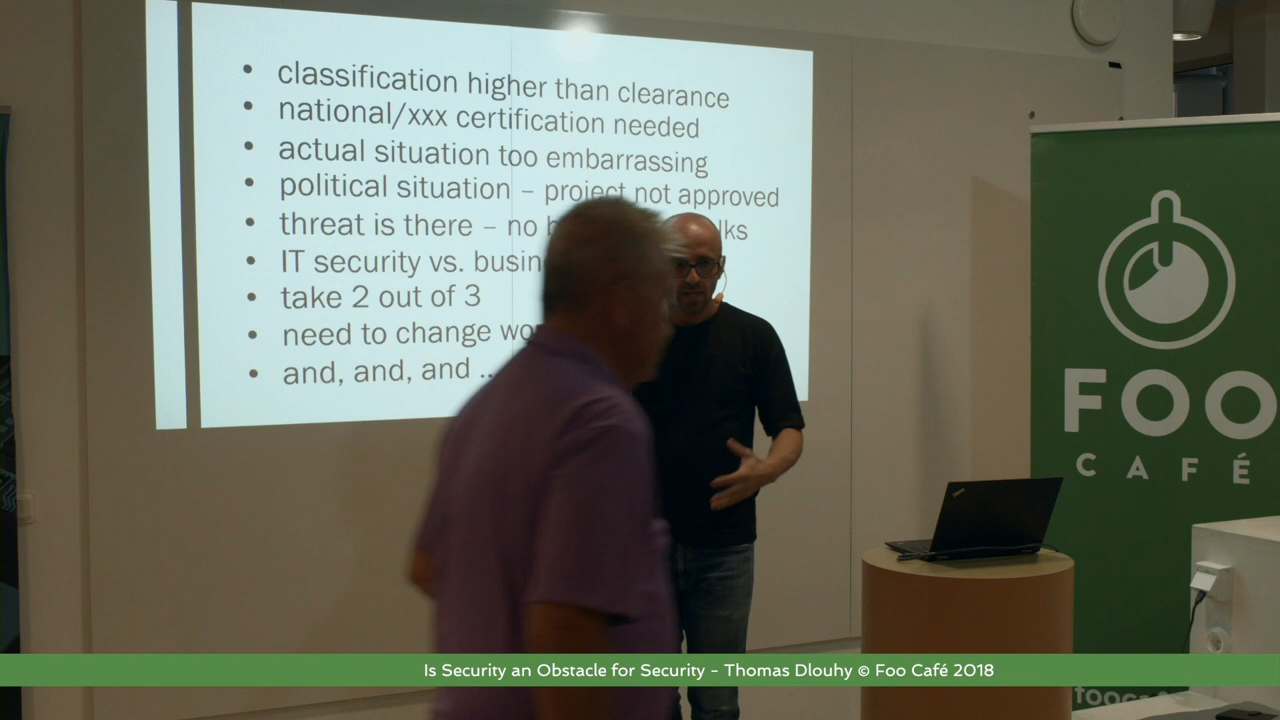 • classification higher than clearance
• national/xxx certification needed
• actual situation too embarrassing
• political situation – project not approved
• threat is there – no
• IT security vs.
• take 2 out of 3
• need to change
• and, and, and ..
FOO
CAFÉ
Is Security an Obstacle for Security - Thomas Dlouhy © Foo Café 2018